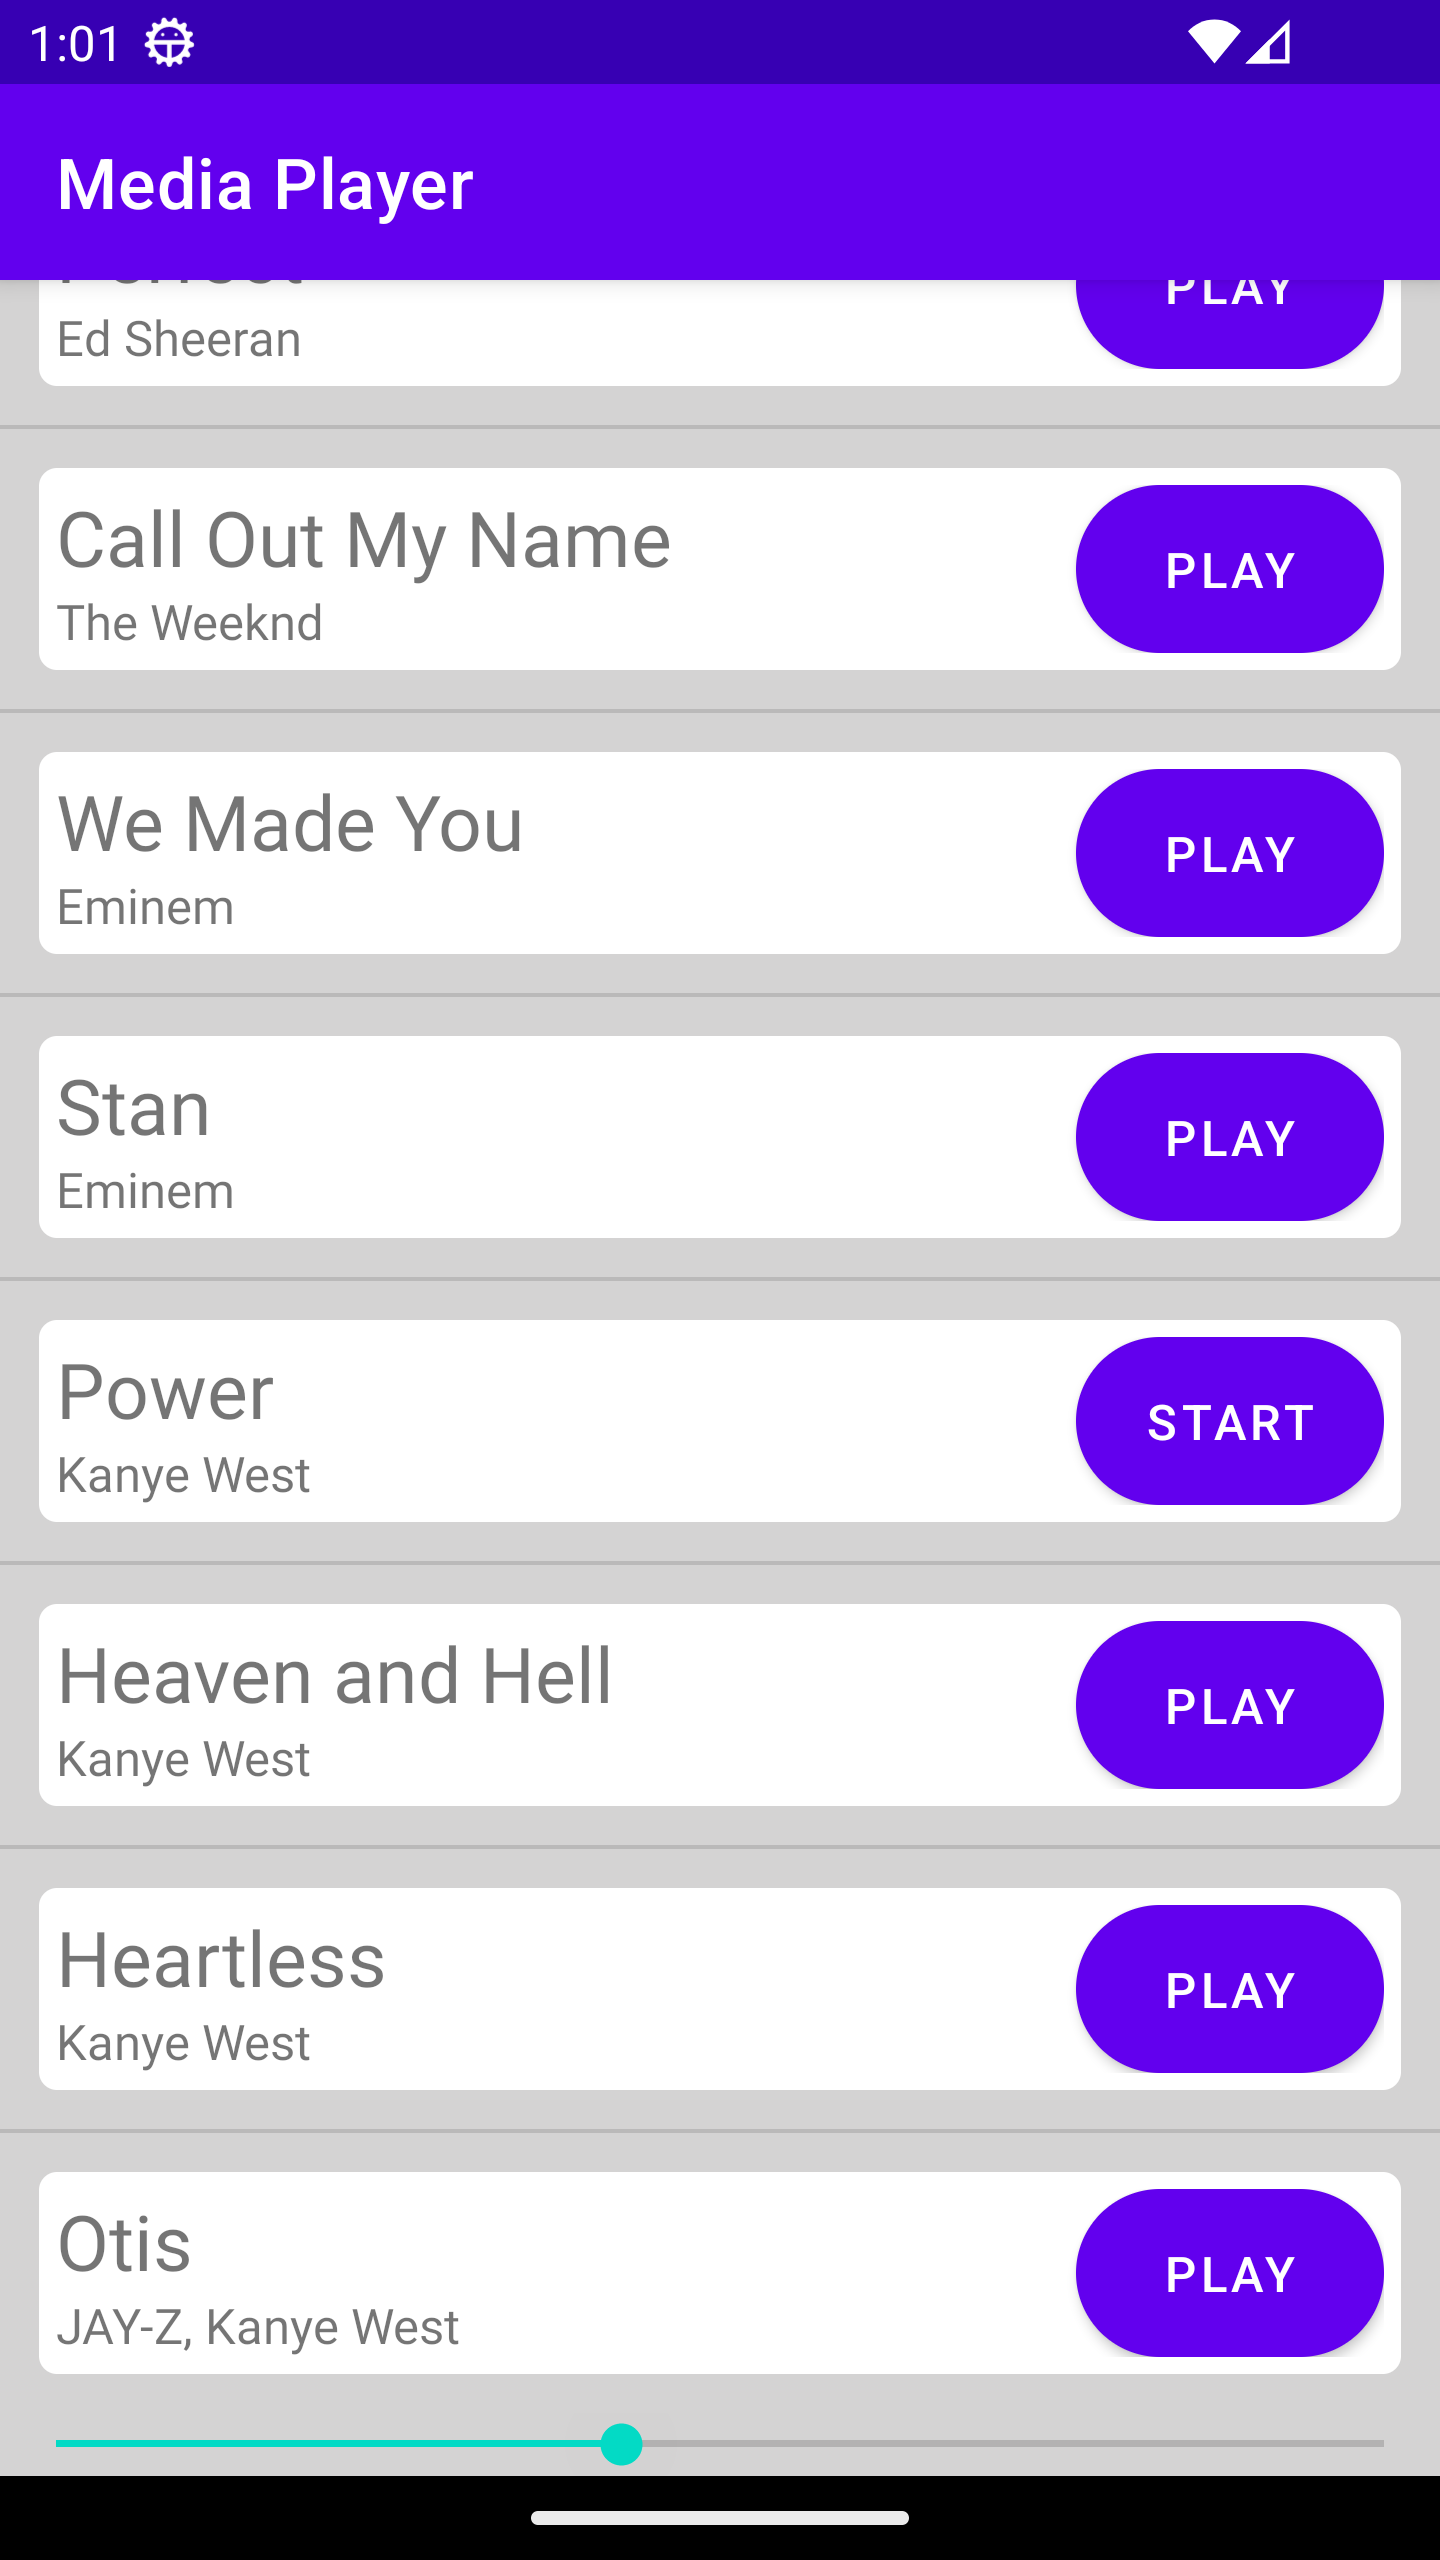 1:01
Media Player
PLAY
Ed Sheeran
Call Out My Name
PLAY
The Weeknd
We Made You
PLAY
Eminem
Stan
PLAY
Eminem
Power
START
Kanye West
Heaven and Hell
PLAY
Kanye West
Heartless
PLAY
Kanye West
Otis
PLAY
JAY-Z, Kanye West